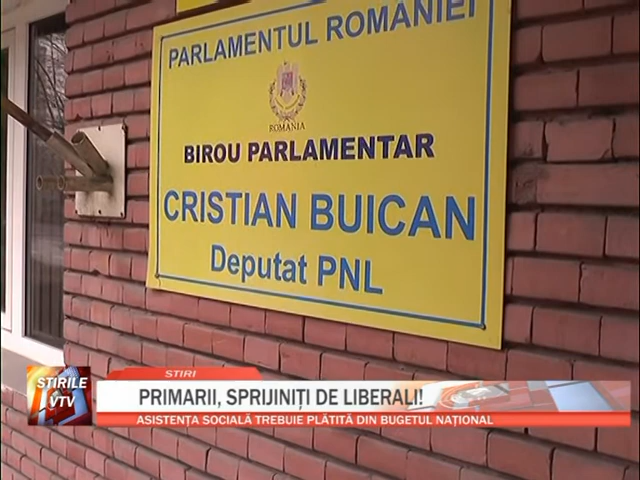 PARLAMENTUL ROMÂNIEI
ROMANIA
BIROU PARLAMENTAR
CRISTIAN BUICAN
Deputat PNL
STIRI
STIRILE
VTV
PRIMARII, SPRIJINIȚI DE LIBERALI!
ASISTENȚA SOCIALĂ TREBUIE PLĂTITĂ DIN BUGETUL NAȚIONAL